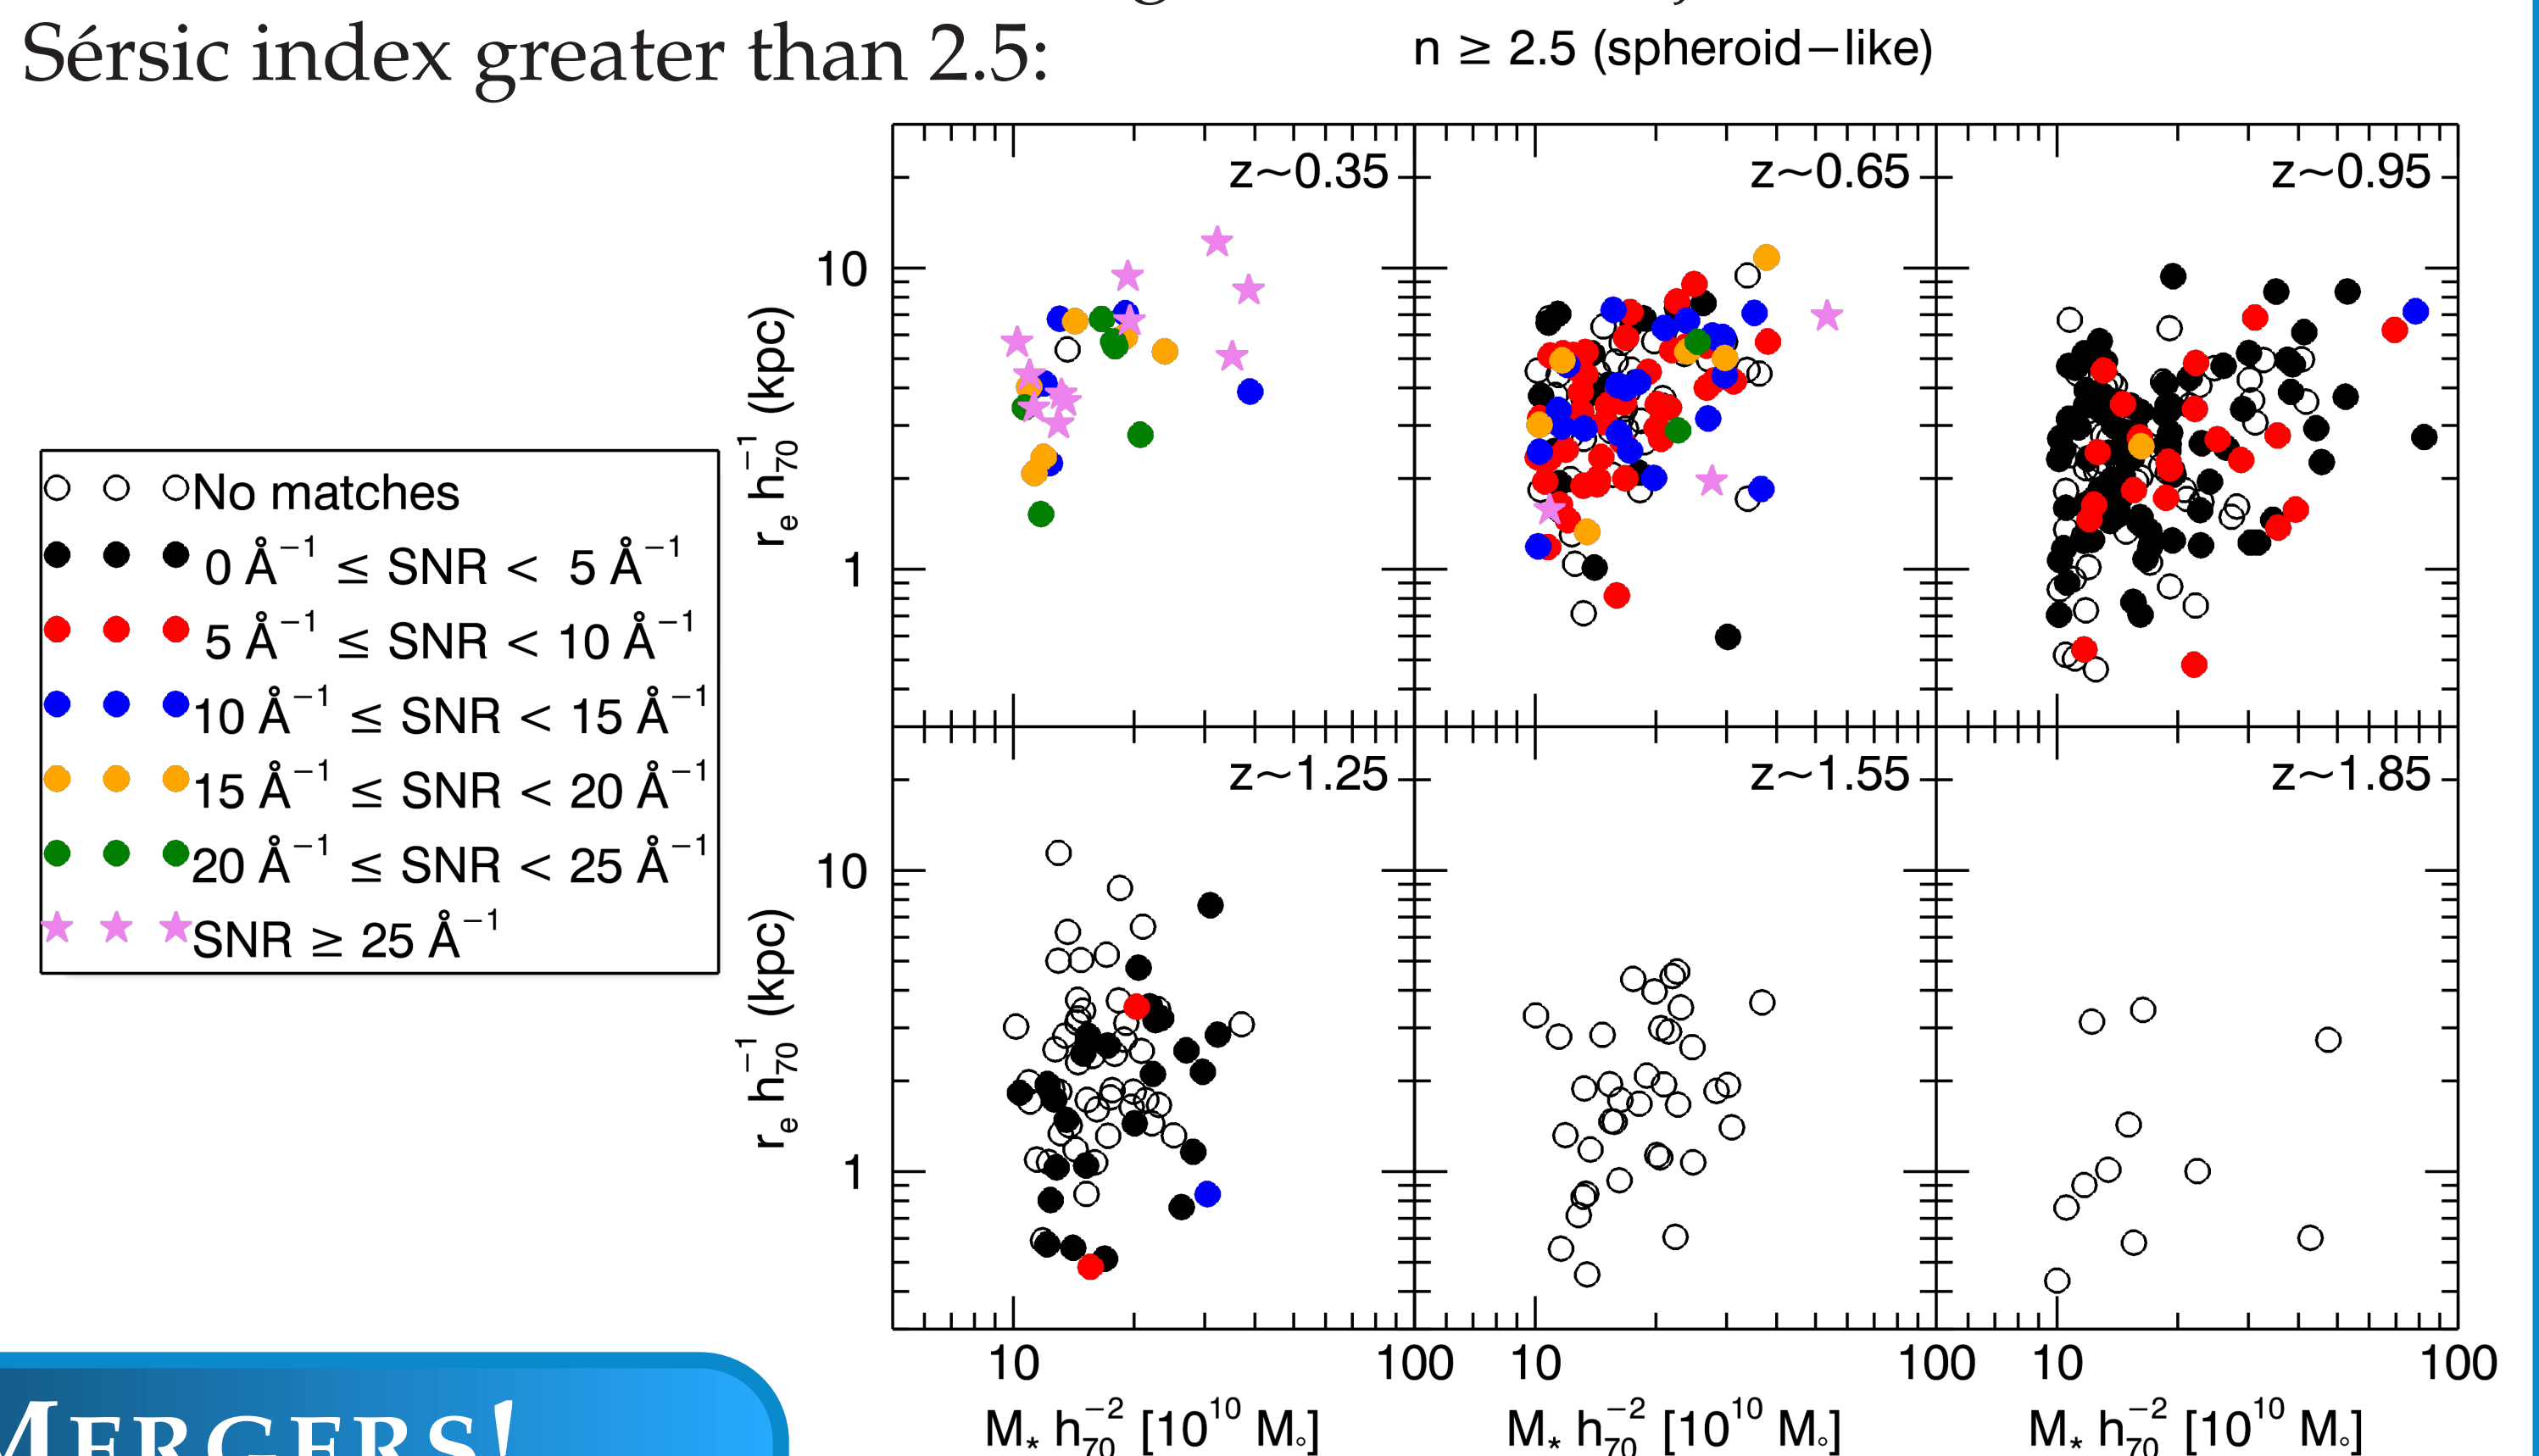 Sérsic index greater than 2.5:
n ≥ 2.5 (spheroid−like)
z~0.35
z~0.65
z~0.95
10
1
r_e h_70^−1 (kpc)
No matches
0 Å^−1 ≤ SNR < 5 Å^−1
5 Å^−1 ≤ SNR < 10 Å^−1
10 Å^−1 ≤ SNR < 15 Å^−1
15 Å^−1 ≤ SNR < 20 Å^−1
20 Å^−1 ≤ SNR < 25 Å^−1
SNR ≥ 25 Å^−1
z~1.25
z~1.55
z~1.85
10
1
r_e h_70^−1 (kpc)
10 100 10 100 10 100
M_* h_70^−2 [10^10 M_∘] M_* h_70^−2 [10^10 M_∘] M_* h_70^−2 [10^10 M_∘]
MERGERS!